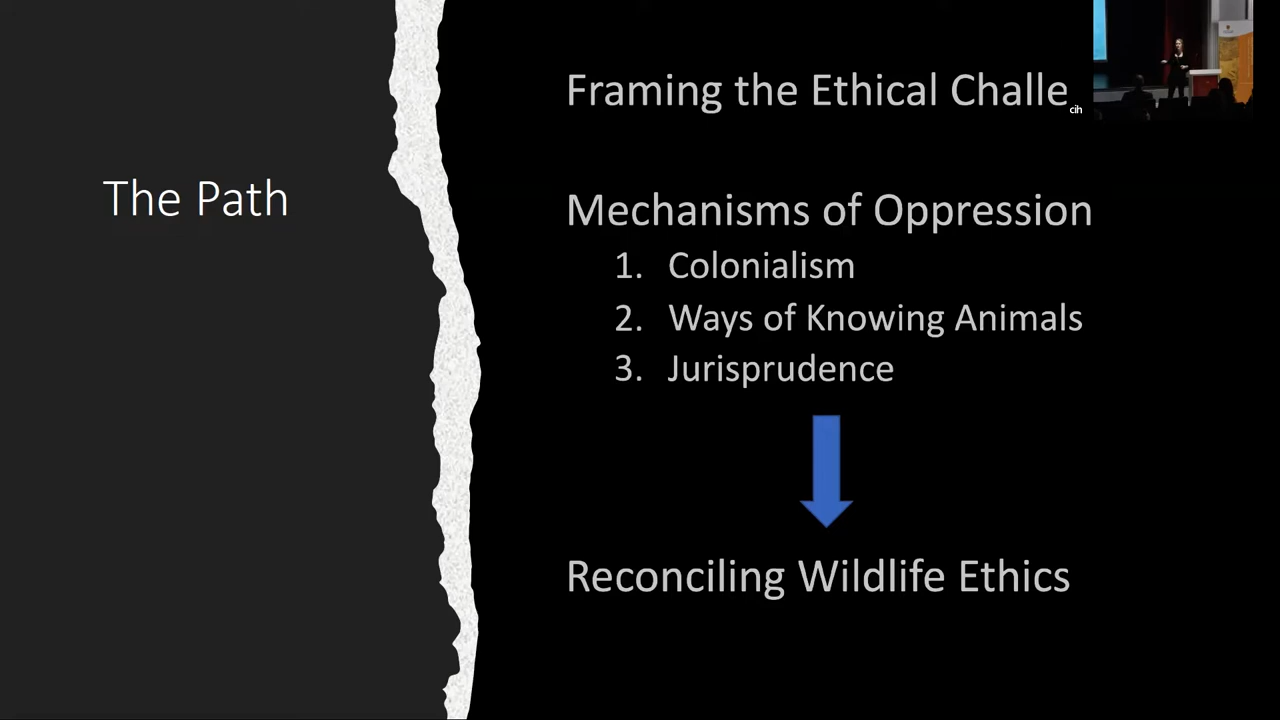 The Path
Framing the Ethical Challe
cih
Mechanisms of Oppression
1. Colonialism
2. Ways of Knowing Animals
3. Jurisprudence
Reconciling Wildlife Ethics